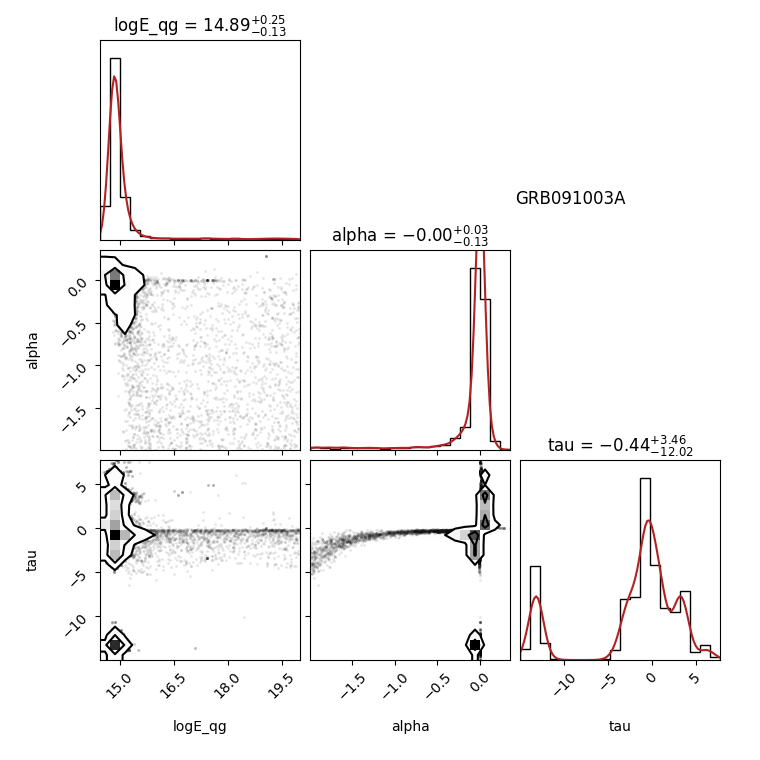 logE_qg = 14.89+0.25−0.13
GRB091003A
alpha = −0.00+0.03−0.13
0.0
−0.5
−1.0
−1.5
alpha
tau = −0.44+3.46−12.02
5
0
−5
−10
tau
15.0 16.5 18.0 19.5
−1.5 −1.0 −0.5 0.0
−10 −5 0 5
logE_qg alpha tau